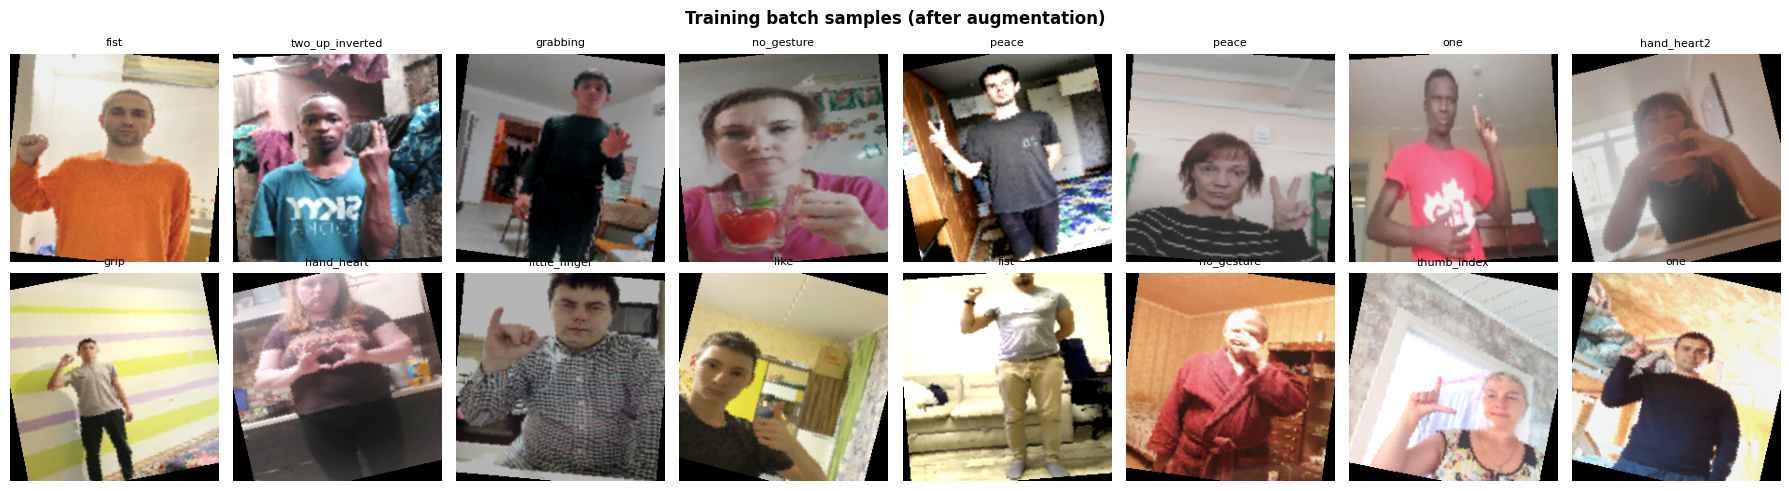 Training batch samples (after augmentation)
fist two_up_inverted grabbing no_gesture peace peace one hand_heart2
grip hand_heart little_finger like fist no_gesture thumb_index one